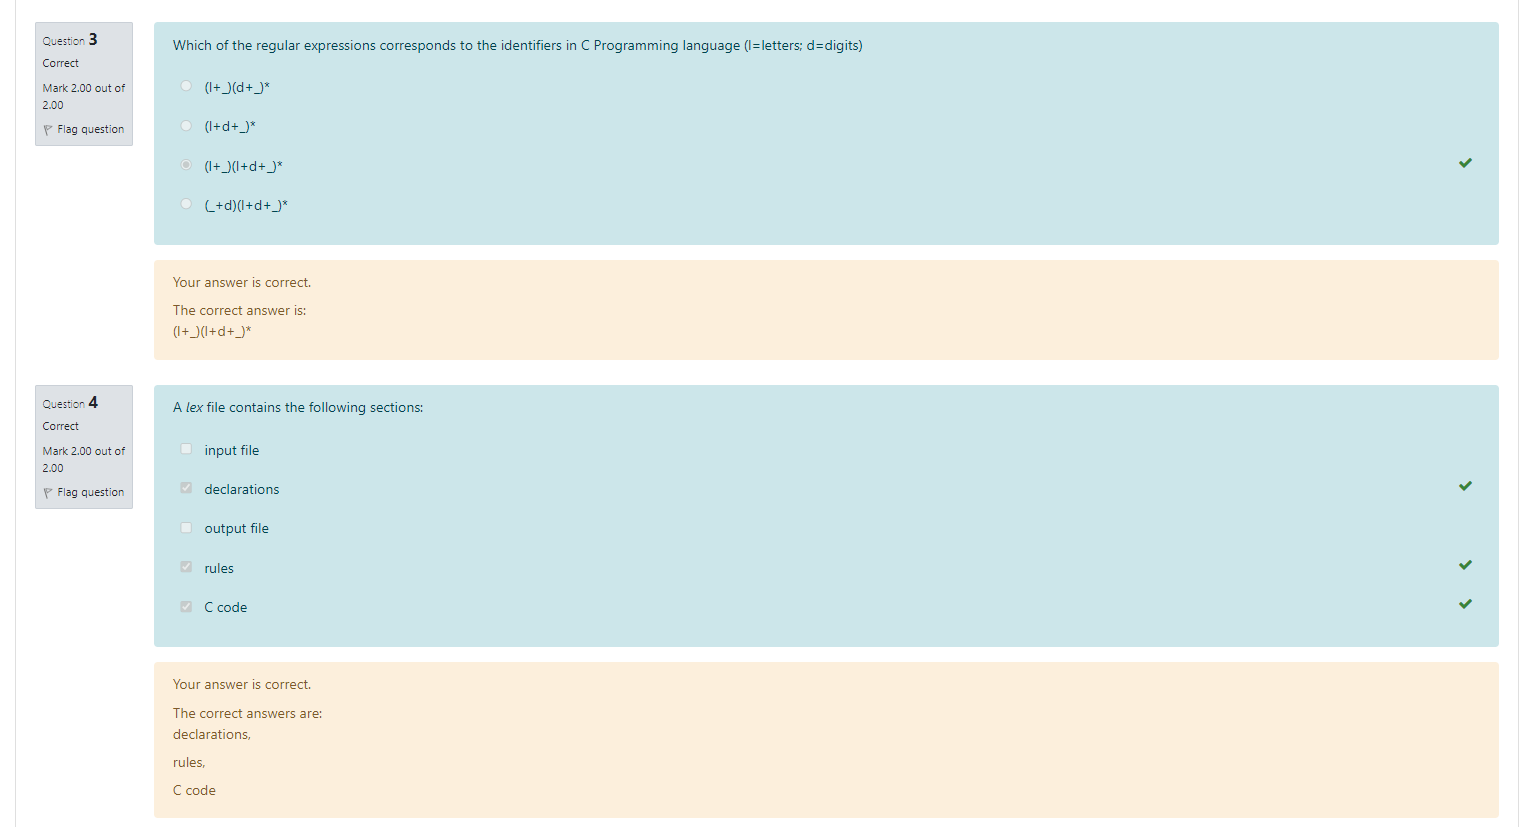 Question 3
Correct
Mark 2.00 out of
2.00
Flag question
Which of the regular expressions corresponds to the identifiers in C Programming language (l=letters; d=digits)
(l+_)(d+_)*
(l+d+_)*
(l+_)(l+d+_)*
(_+d)(l+d+_)*
Your answer is correct.
The correct answer is:
(l+_)(l+d+_)*
Question 4
Correct
Mark 2.00 out of
2.00
Flag question
A lex file contains the following sections:
input file
declarations
output file
rules
C code
Your answer is correct.
The correct answers are:
declarations,
rules,
C code